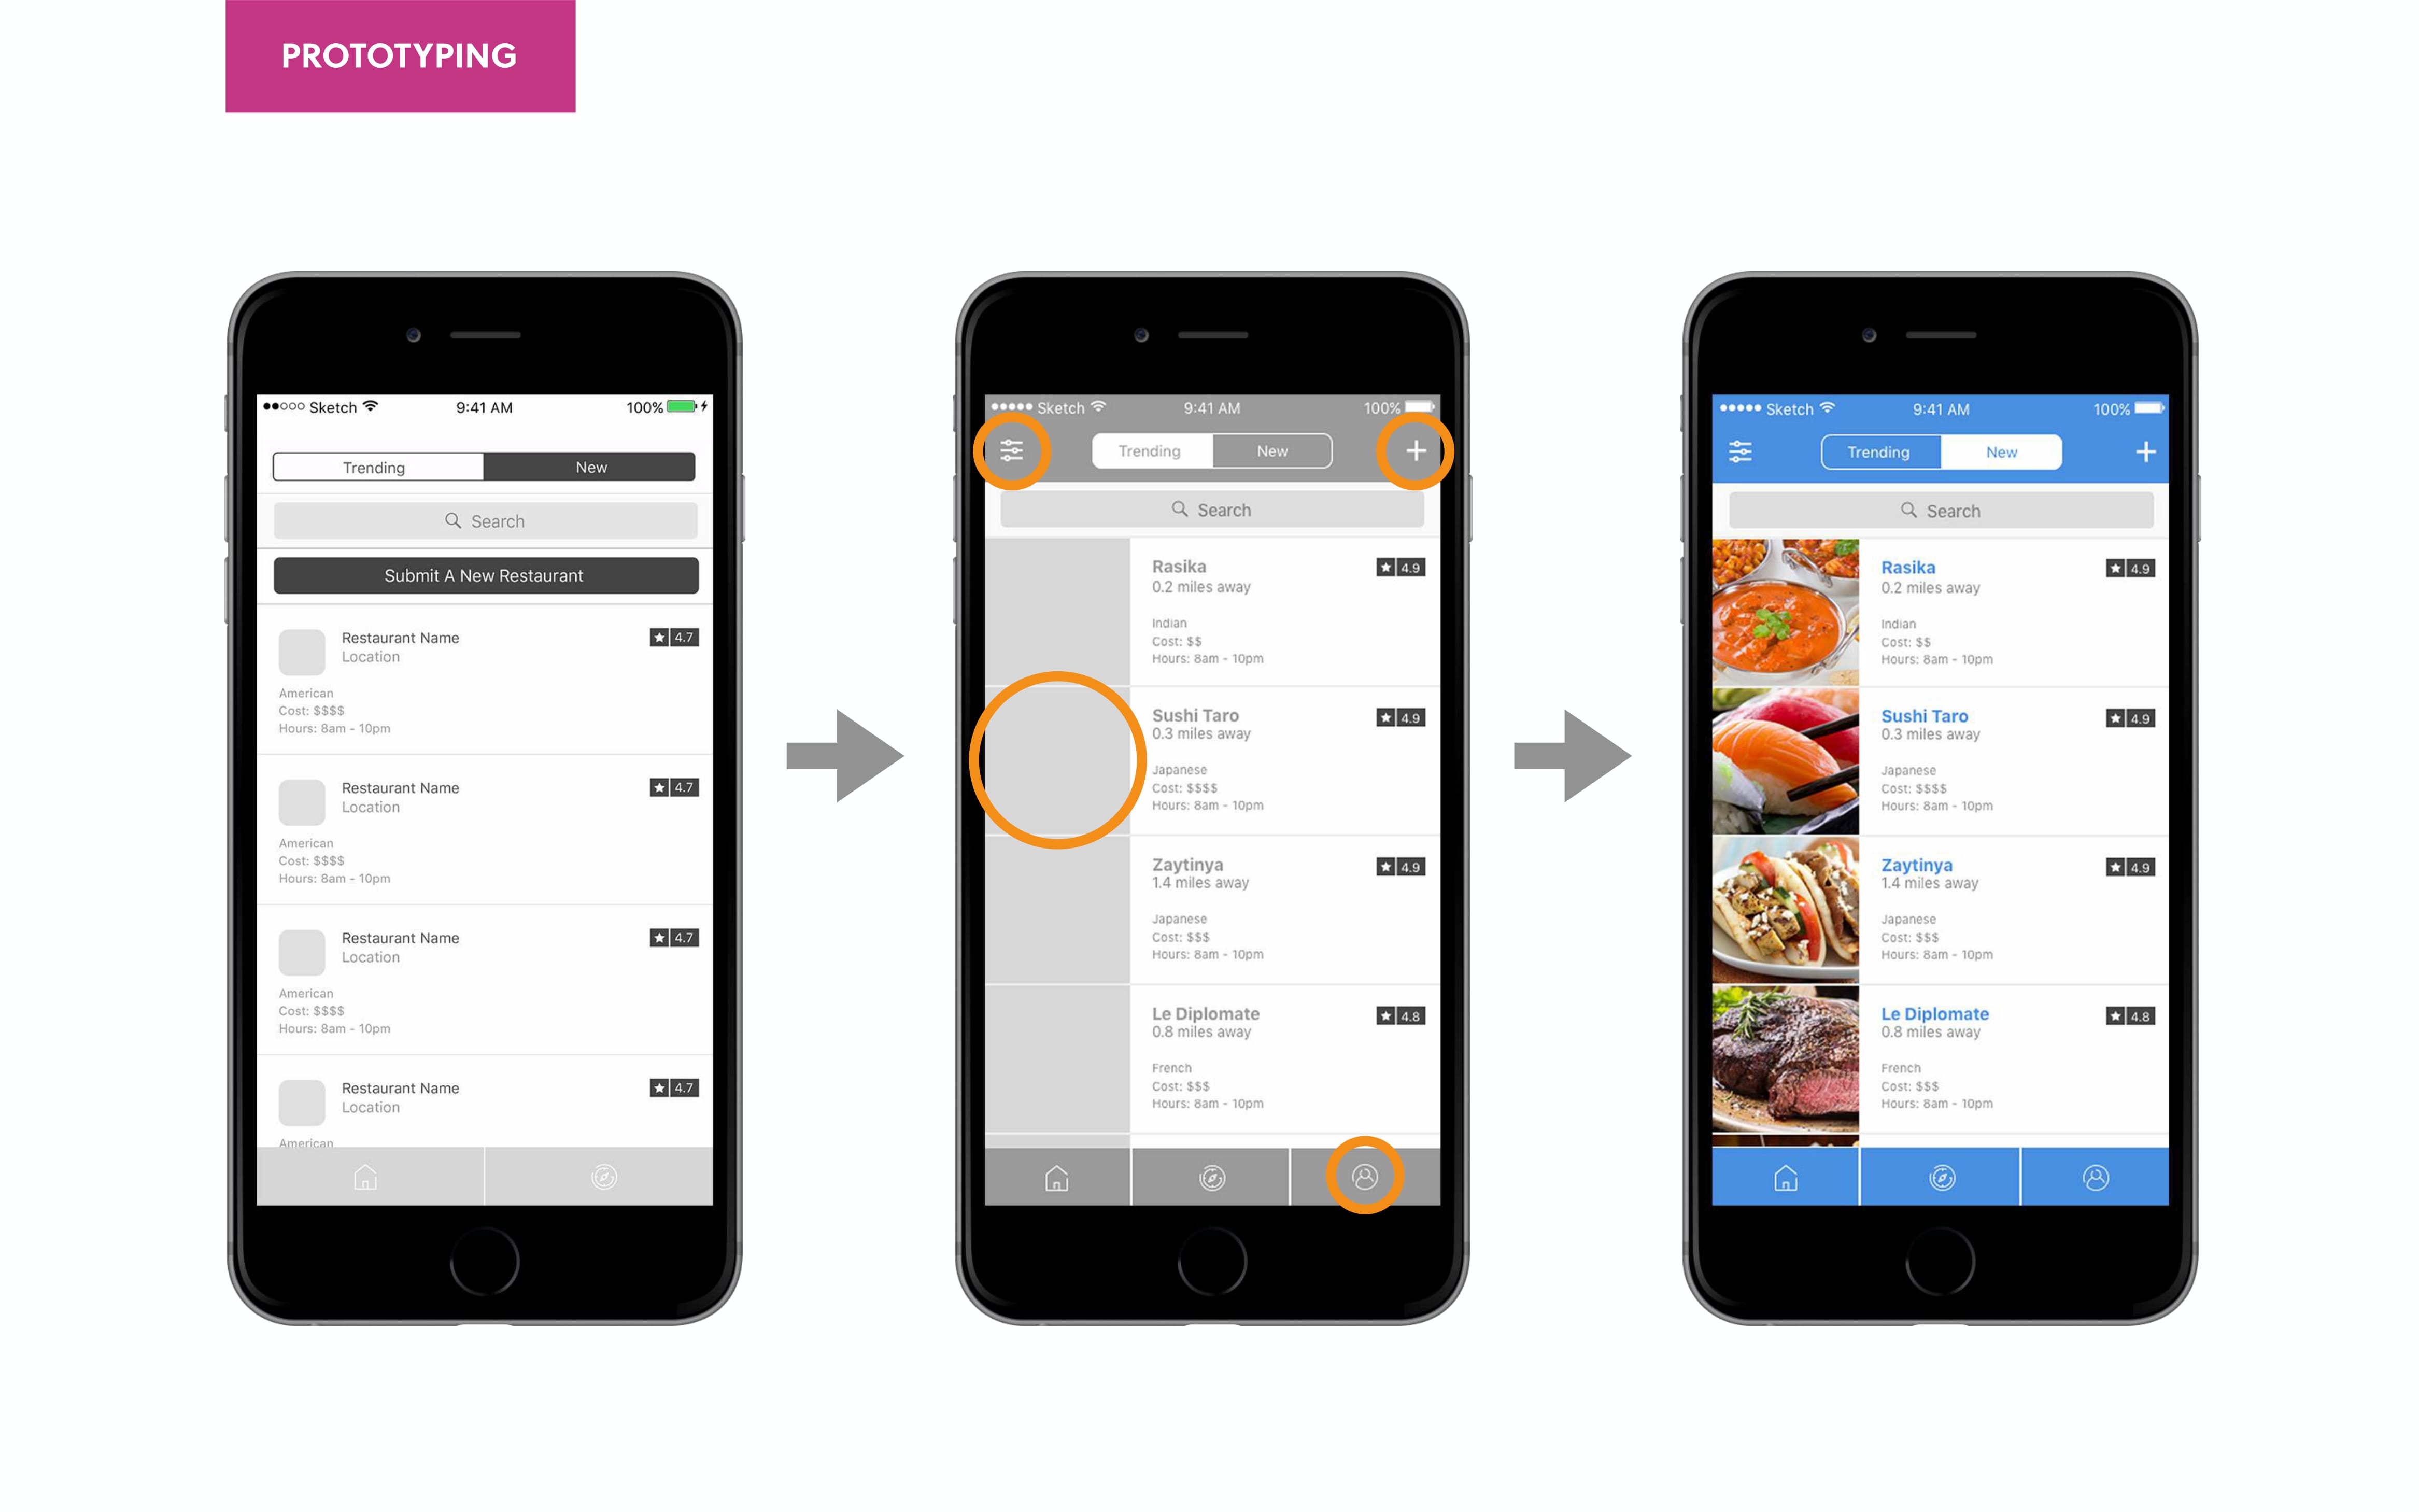 PROTOTYPING
Sketch 9:41 AM 100%
Trending New
Search
Submit A New Restaurant
Restaurant Name 4.7
Location
American
Cost: $$$$
Hours: 8am - 10pm
Restaurant Name 4.7
Location
American
Cost: $$$$
Hours: 8am - 10pm
Restaurant Name 4.7
Location
American
Cost: $$$$
Hours: 8am - 10pm
Restaurant Name 4.7
Location
American
Sketch 9:41 AM 100%
Trending New
Search
Rasika 4.9
0.2 miles away
Indian
Cost: $$
Hours: 8am - 10pm
Sushi Taro 4.9
0.3 miles away
Japanese
Cost: $$$$
Hours: 8am - 10pm
Zaytinya 4.9
1.4 miles away
Japanese
Cost: $$$
Hours: 8am - 10pm
Le Diplomate 4.8
0.8 miles away
French
Cost: $$$
Hours: 8am - 10pm
Sketch 9:41 AM 100%
Trending New
Search
Rasika 4.9
0.2 miles away
Indian
Cost: $$
Hours: 8am - 10pm
Sushi Taro 4.9
0.3 miles away
Japanese
Cost: $$$$
Hours: 8am - 10pm
Zaytinya 4.9
1.4 miles away
Japanese
Cost: $$$
Hours: 8am - 10pm
Le Diplomate 4.8
0.8 miles away
French
Cost: $$$
Hours: 8am - 10pm